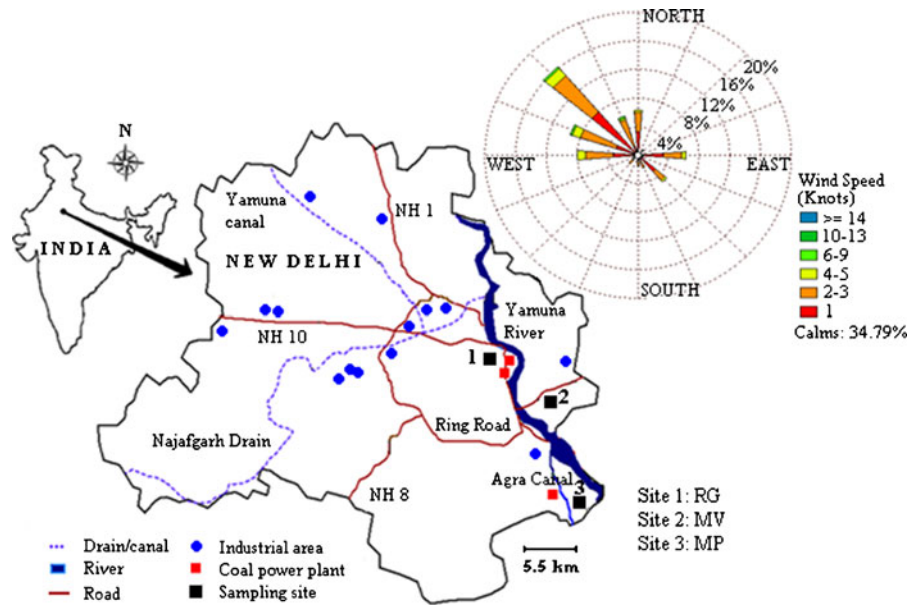 NORTH
20%
16%
12%
8%
4%
WEST
EAST
SOUTH
Wind Speed
(Knots)
>= 14
10-13
6-9
4-5
2-3
1
Calms: 34.79%
N
INDIA
Yamuna
canal
NH 1
NEW DELHI
Yamuna
River
NH 10
1
2
Ring Road
Najafgarh Drain
Agra Canal
3
NH 8
Site 1: RG
Site 2: MV
Site 3: MP
Drain/canal
River
Road
Industrial area
Coal power plant
Sampling site
5.5 km